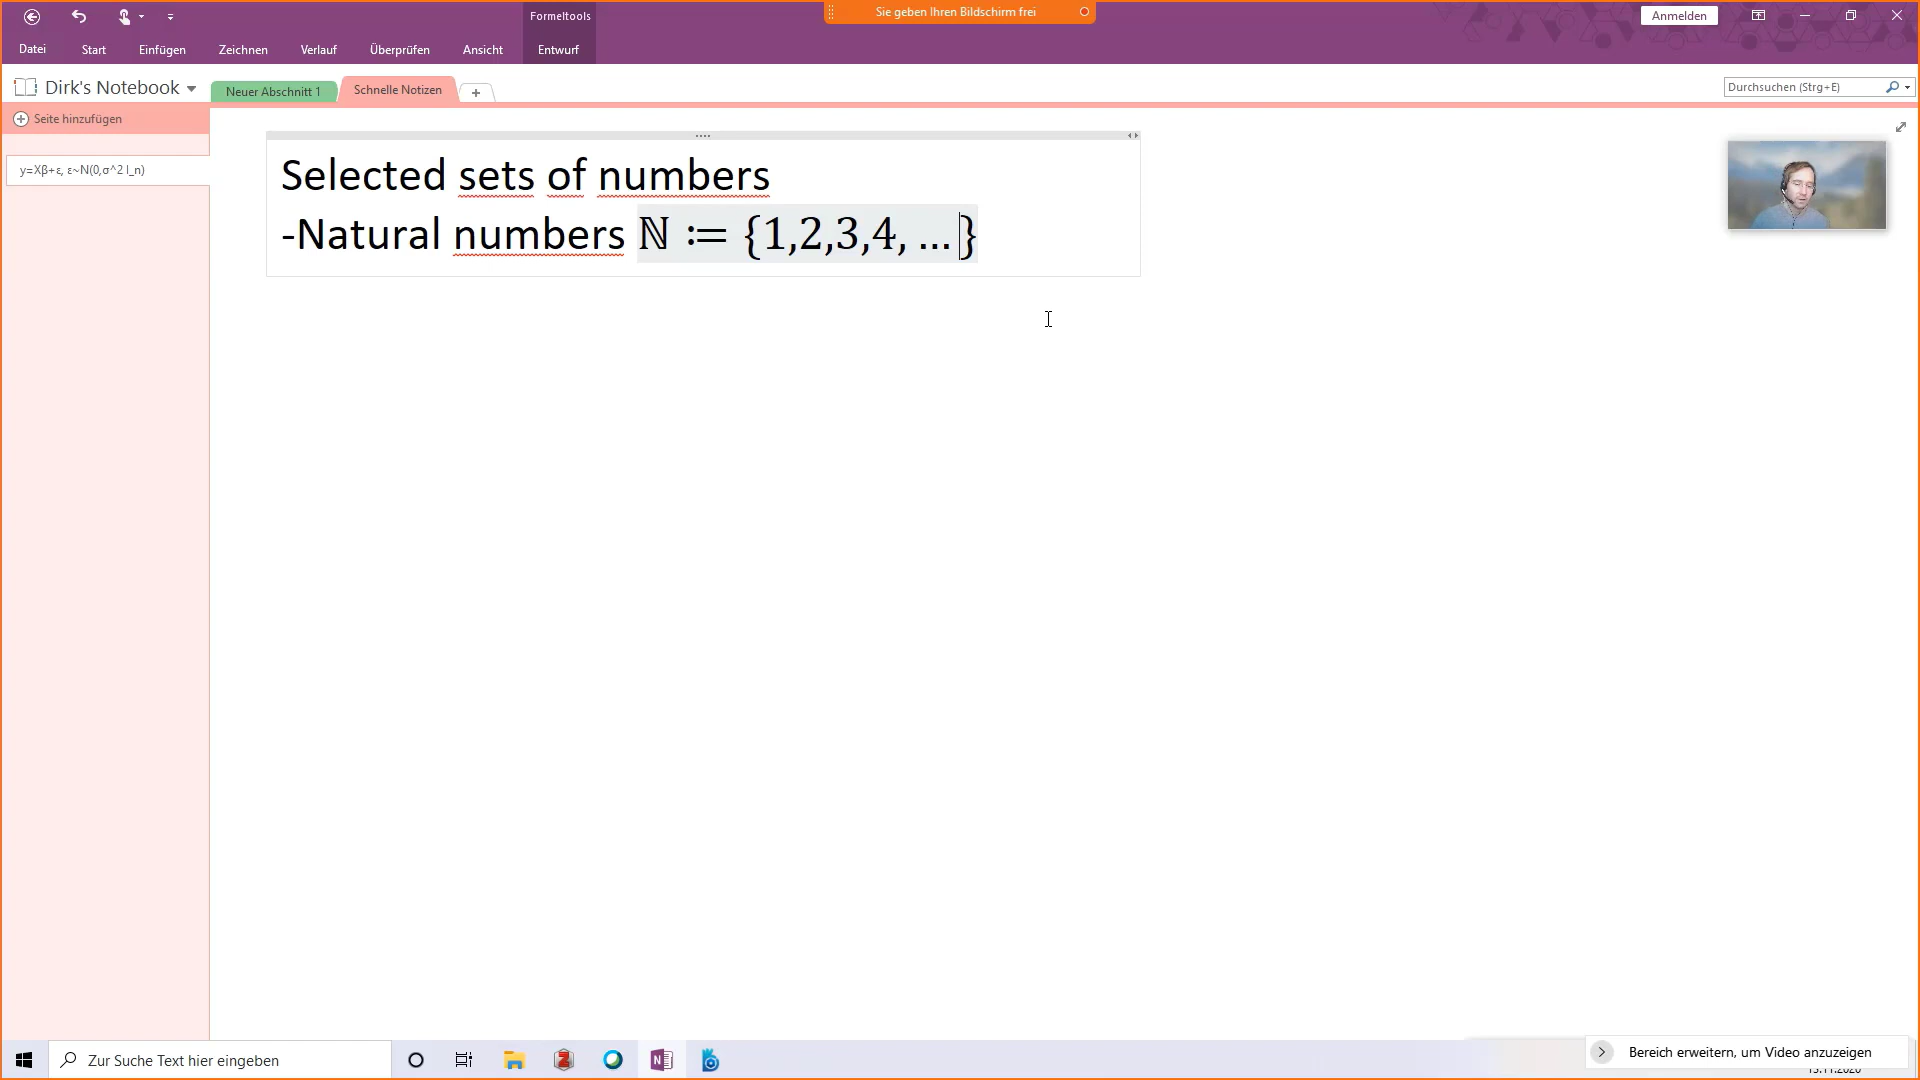 Formeltools
Sie geben Ihren Bildschirm frei
Anmelden
Datei Start Einfügen Zeichnen Verlauf Überprüfen Ansicht Entwurf
Dirk's Notebook
Neuer Abschnitt 1
Schnelle Notizen
Durchsuchen (Strg+E)
Seite hinzufügen
y=Xβ+ε, ε~N(0,σ^2 I_n)
Selected sets of numbers
-Natural numbers ℕ ≔ {1,2,3,4, … }
Zur Suche Text hier eingeben
Bereich erweitern, um Video anzuzeigen